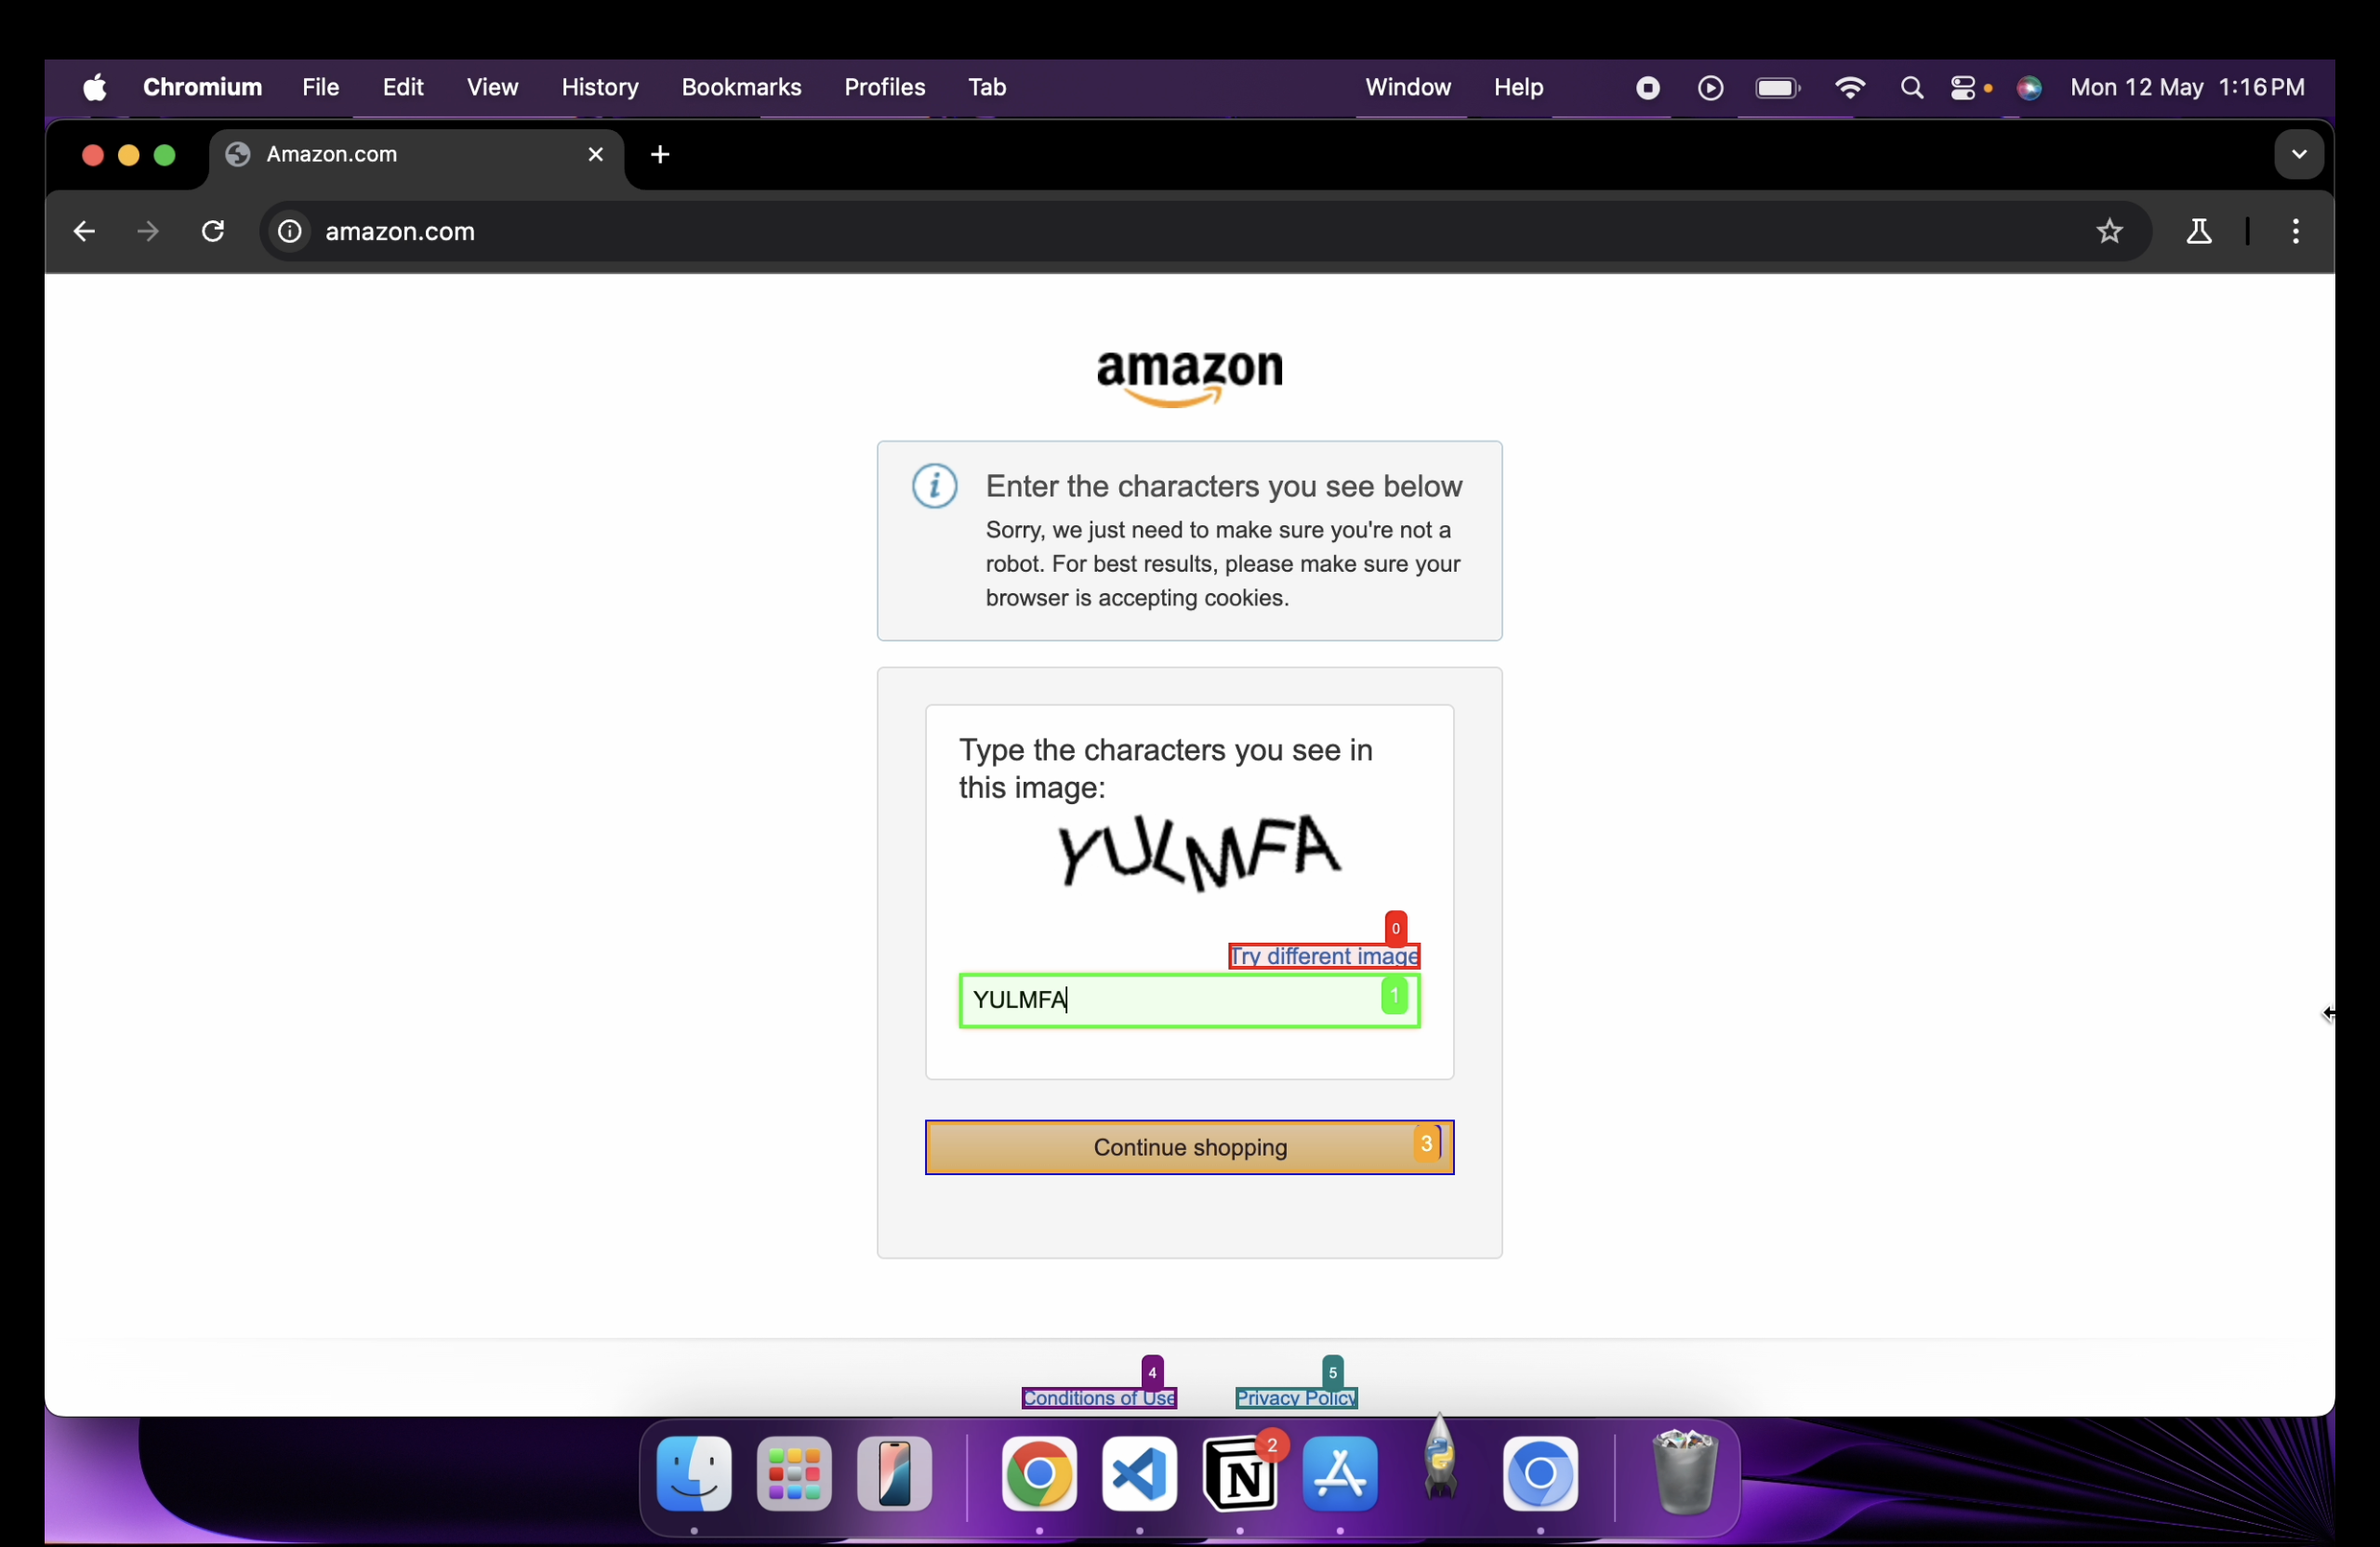 Chromium File Edit View History Bookmarks Profiles Tab Window Help Mon 12 May 1:16 PM
Amazon.com
amazon.com
amazon
Enter the characters you see below
Sorry, we just need to make sure you're not a
robot. For best results, please make sure your
browser is accepting cookies.
Type the characters you see in
this image:
YULMFA
0
Try different image
YULMFA 1
Continue shopping 3
4 5
Conditions of Use Privacy Policy
2
N